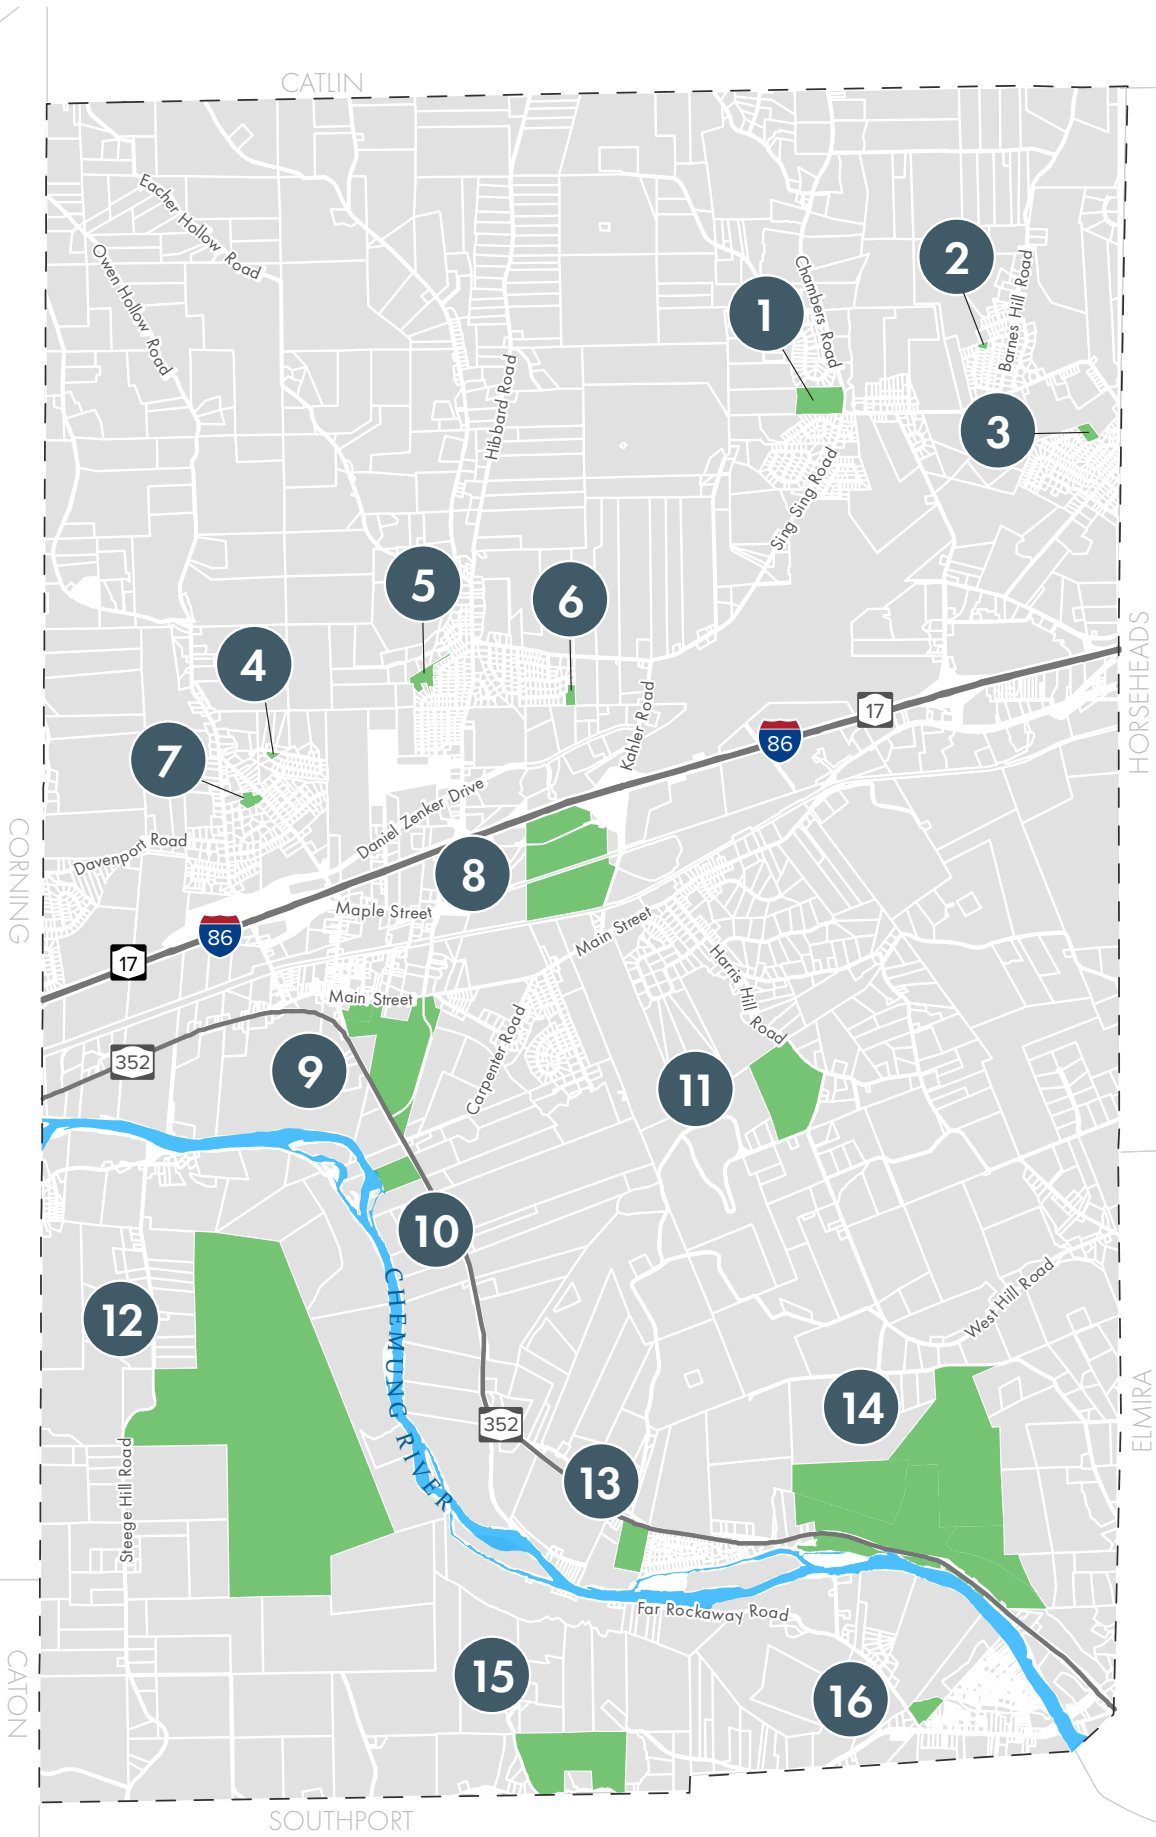 CATLIN
Eacher Hollow Road
Owen Hollow Road
2
Chambers Road
Barnes Hill Road
1
Hibbard Road
3
Sing Sing Road
5
6
HORSEHEADS
4
Kahler Road
17
86
7
Daniel Zenker Drive
Davenport Road
8
CORNING
Maple Street
86
Main Street
17
Harris Hill Road
Main Street
Carpenter Road
352
9
11
10
CHEMUNG RIVER
West Hill Road
12
ELMIRA
14
352
Steege Hill Road
13
Far Rockaway Road
15
CATON
16
SOUTHPORT